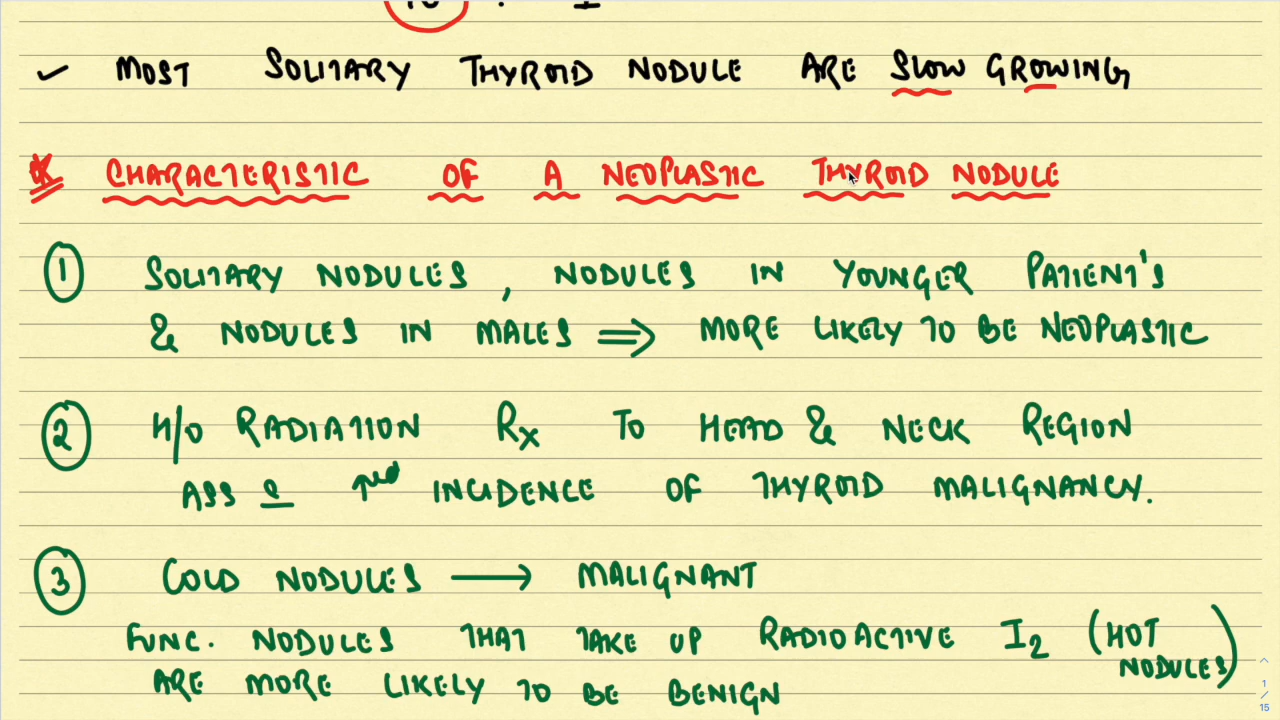 ✓ MOST SOLITARY THYROID NODULE ARE SLOW GROWING
* CHARACTERISTIC OF A NEOPLASTIC THYROID NODULE
① SOLITARY NODULES, NODULES IN YOUNGER PATIENT'S
& NODULES IN MALES ⇒ MORE LIKELY TO BE NEOPLASTIC
② H/O RADIATION Rx TO HEAD & NECK REGION
ASS c̲ ↑ed INCIDENCE OF THYROID MALIGNANCY.
③ COLD NODULES → MALIGNANT
FUNC. NODULES THAT TAKE UP RADIOACTIVE I₂ (HOT NODULES)
ARE MORE LIKELY TO BE BENIGN
1
/
15